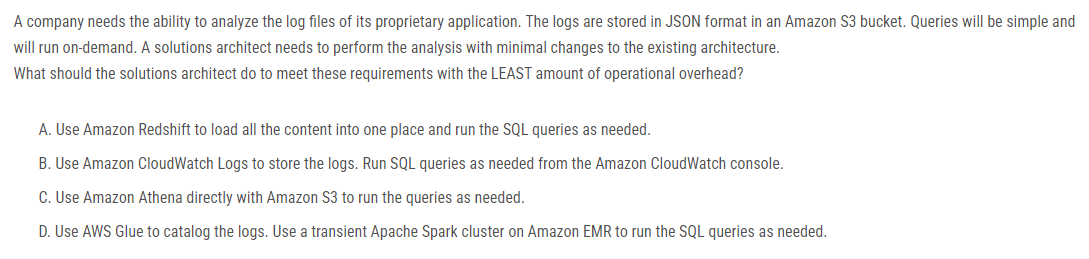 A company needs the ability to analyze the log files of its proprietary application. The logs are stored in JSON format in an Amazon S3 bucket. Queries will be simple and
will run on-demand. A solutions architect needs to perform the analysis with minimal changes to the existing architecture.
What should the solutions architect do to meet these requirements with the LEAST amount of operational overhead?
A. Use Amazon Redshift to load all the content into one place and run the SQL queries as needed.
B. Use Amazon CloudWatch Logs to store the logs. Run SQL queries as needed from the Amazon CloudWatch console.
C. Use Amazon Athena directly with Amazon S3 to run the queries as needed.
D. Use AWS Glue to catalog the logs. Use a transient Apache Spark cluster on Amazon EMR to run the SQL queries as needed.